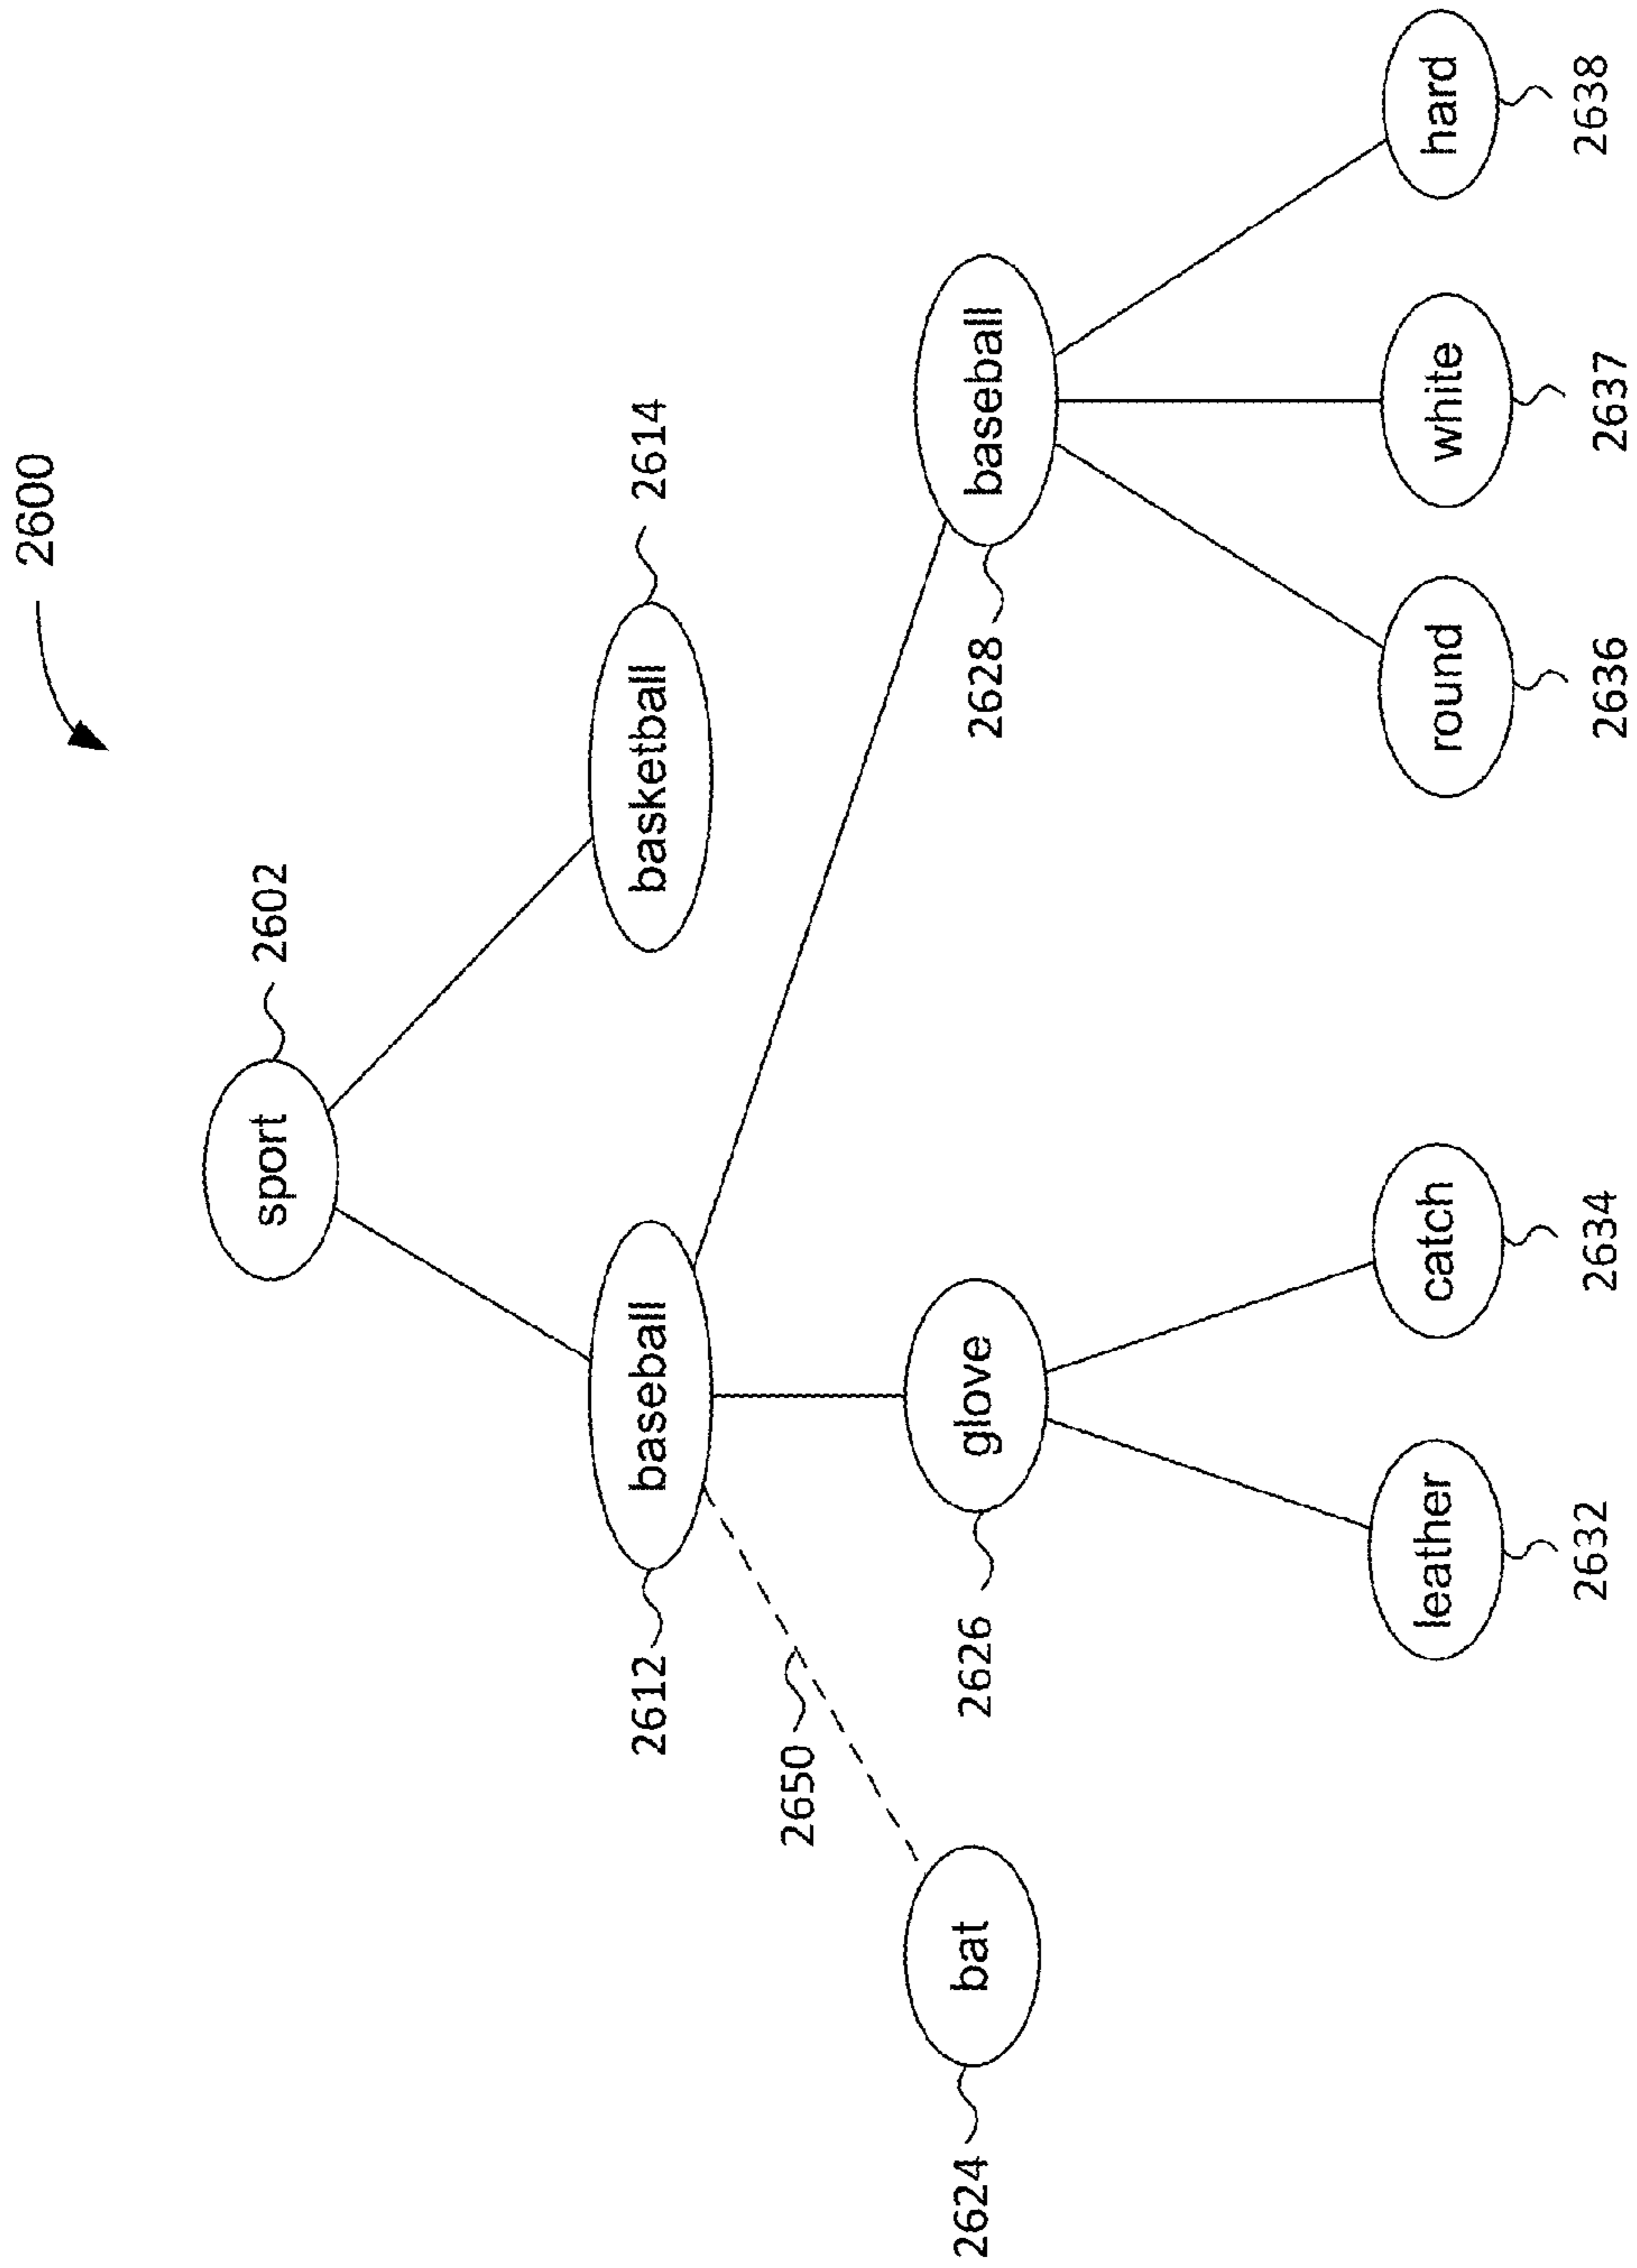 2600
sport
2602
2612
baseball
basketball
2614
2650
2624
bat
2626
glove
2628
baseball
leather
catch
round
white
hard
2632
2634
2636
2637
2638